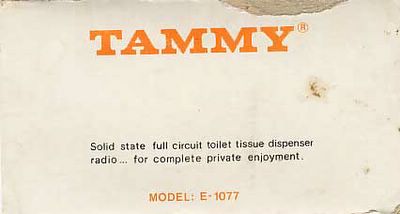 TAMMY®
Solid state full circuit toilet tissue dispenser
radio... for complete private enjoyment.
MODEL: E-1077